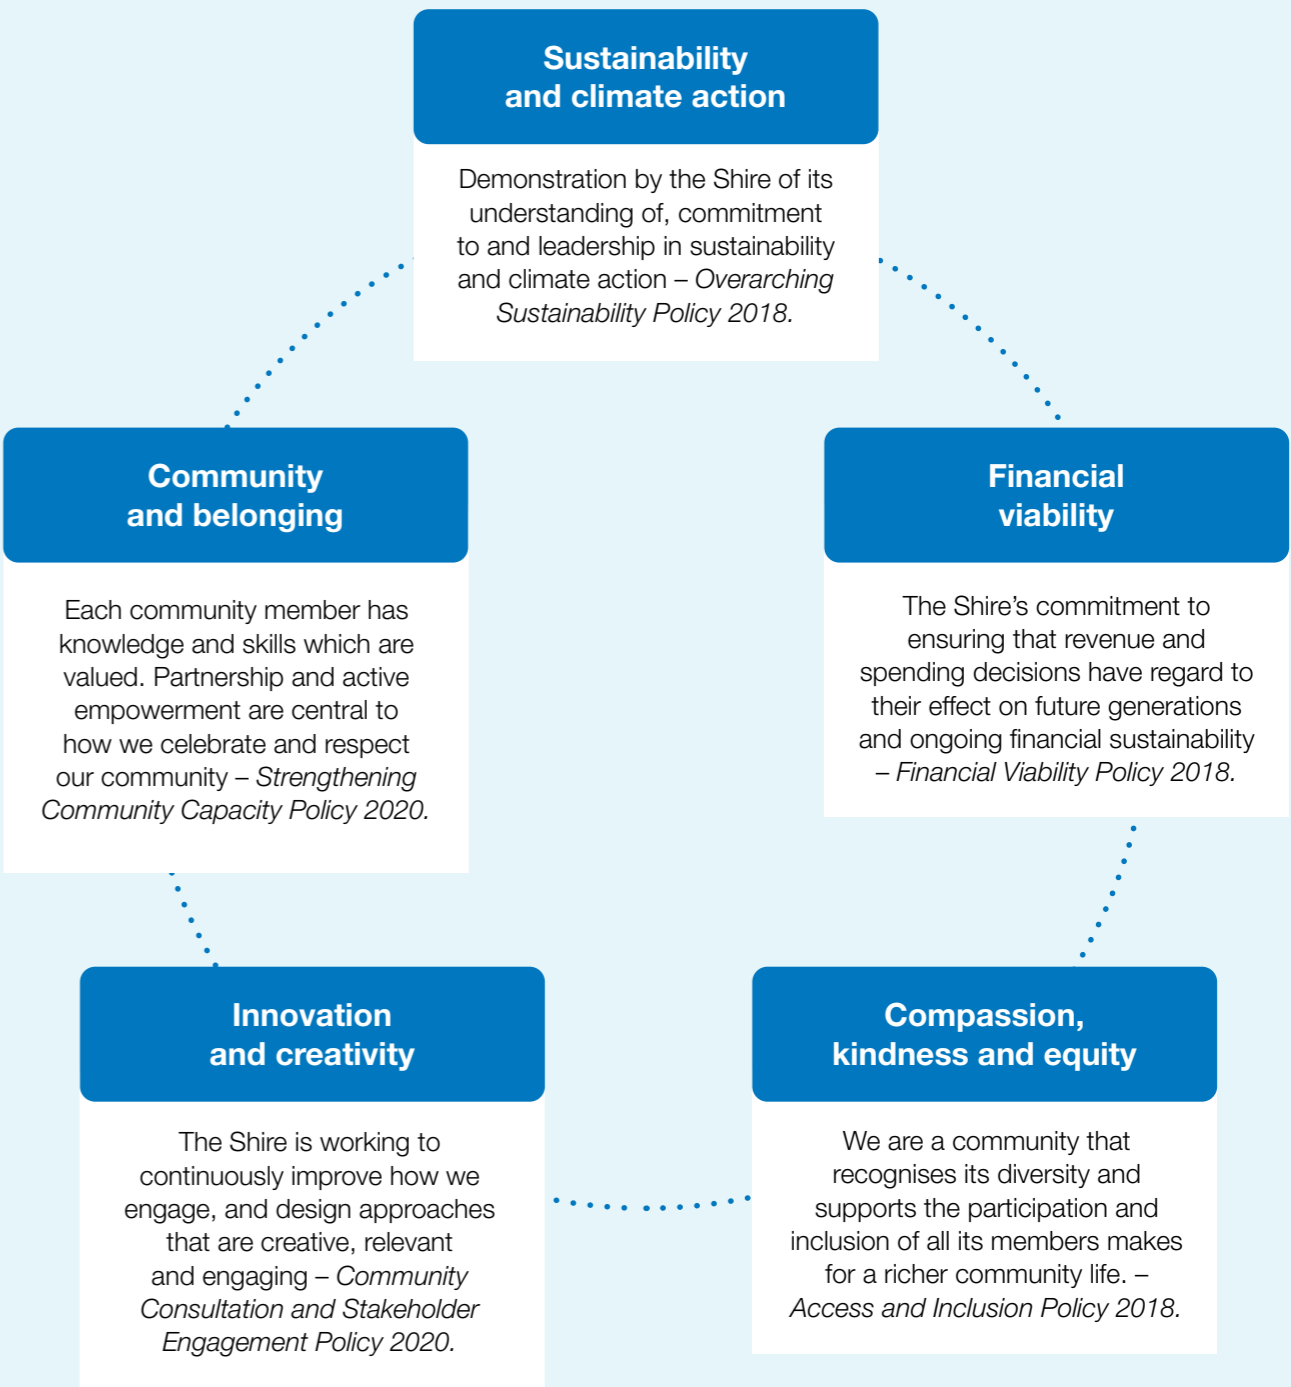 Sustainability
and climate action
Demonstration by the Shire of its
understanding of, commitment
to and leadership in sustainability
and climate action – Overarching
Sustainability Policy 2018.
Community
and belonging
Each community member has
knowledge and skills which are
valued. Partnership and active
empowerment are central to
how we celebrate and respect
our community – Strengthening
Community Capacity Policy 2020.
Financial
viability
The Shire’s commitment to
ensuring that revenue and
spending decisions have regard to
their effect on future generations
and ongoing financial sustainability
– Financial Viability Policy 2018.
Innovation
and creativity
The Shire is working to
continuously improve how we
engage, and design approaches
that are creative, relevant
and engaging – Community
Consultation and Stakeholder
Engagement Policy 2020.
Compassion,
kindness and equity
We are a community that
recognises its diversity and
supports the participation and
inclusion of all its members makes
for a richer community life. –
Access and Inclusion Policy 2018.